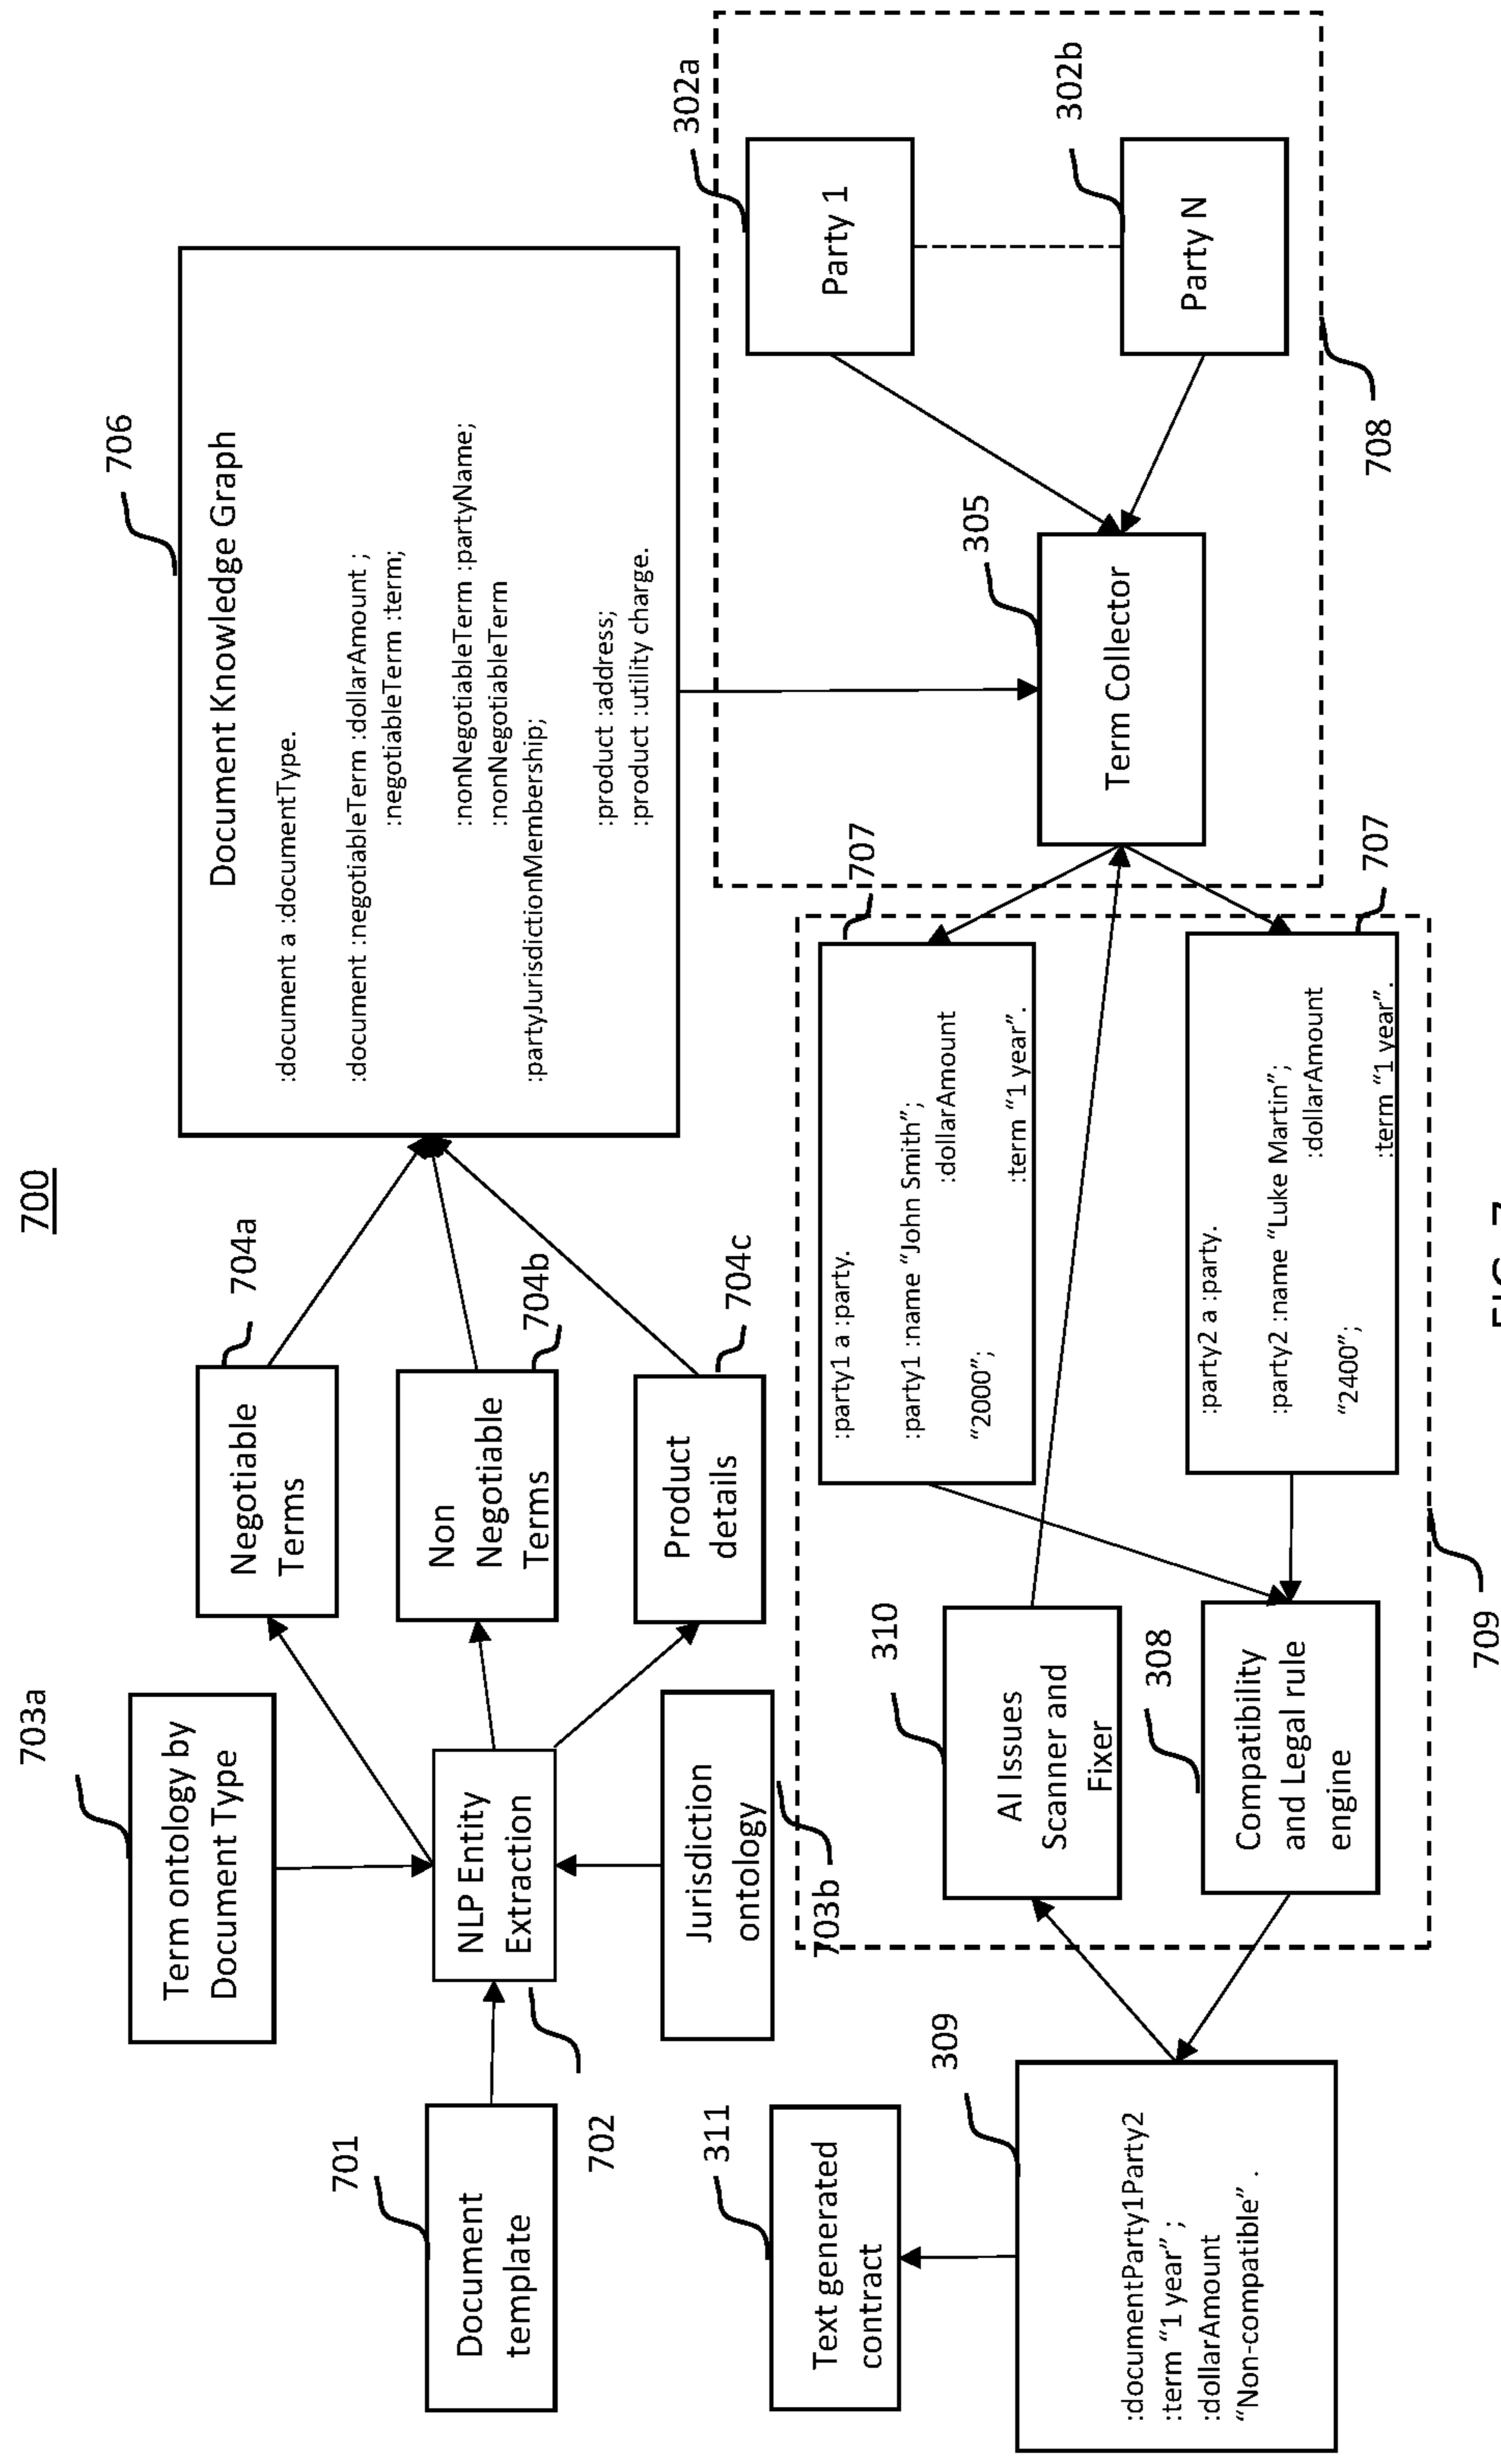 700
703a
Term ontology by
Document Type
701
Document
template
702
NLP Entity
Extraction
Jurisdiction
ontology
703b
704a
Negotiable
Terms
704b
Non
Negotiable
Terms
704c
Product
details
706
Document Knowledge Graph
:document a :documentType.
:document :negotiableTerm :dollarAmount ;
:negotiableTerm :term;
:nonNegotiableTerm :partyName;
:nonNegotiableTerm
:partyJurisdictionMembership;
:product :address;
:product :utility charge.
311
Text generated
contract
309
:documentParty1Party2
:term “1 year” ;
:dollarAmount
“Non-compatible” .
310
AI Issues
Scanner and
Fixer
308
Compatibility
and Legal rule
engine
707
:party1 a :party.
:party1 :name “John Smith”;
:dollarAmount
“2000”;
:term “1 year”.
707
:party2 a :party.
:party2 :name “Luke Martin”;
:dollarAmount
“2400”;
:term “1 year”.
709
305
Term Collector
302a
Party 1
302b
Party N
708